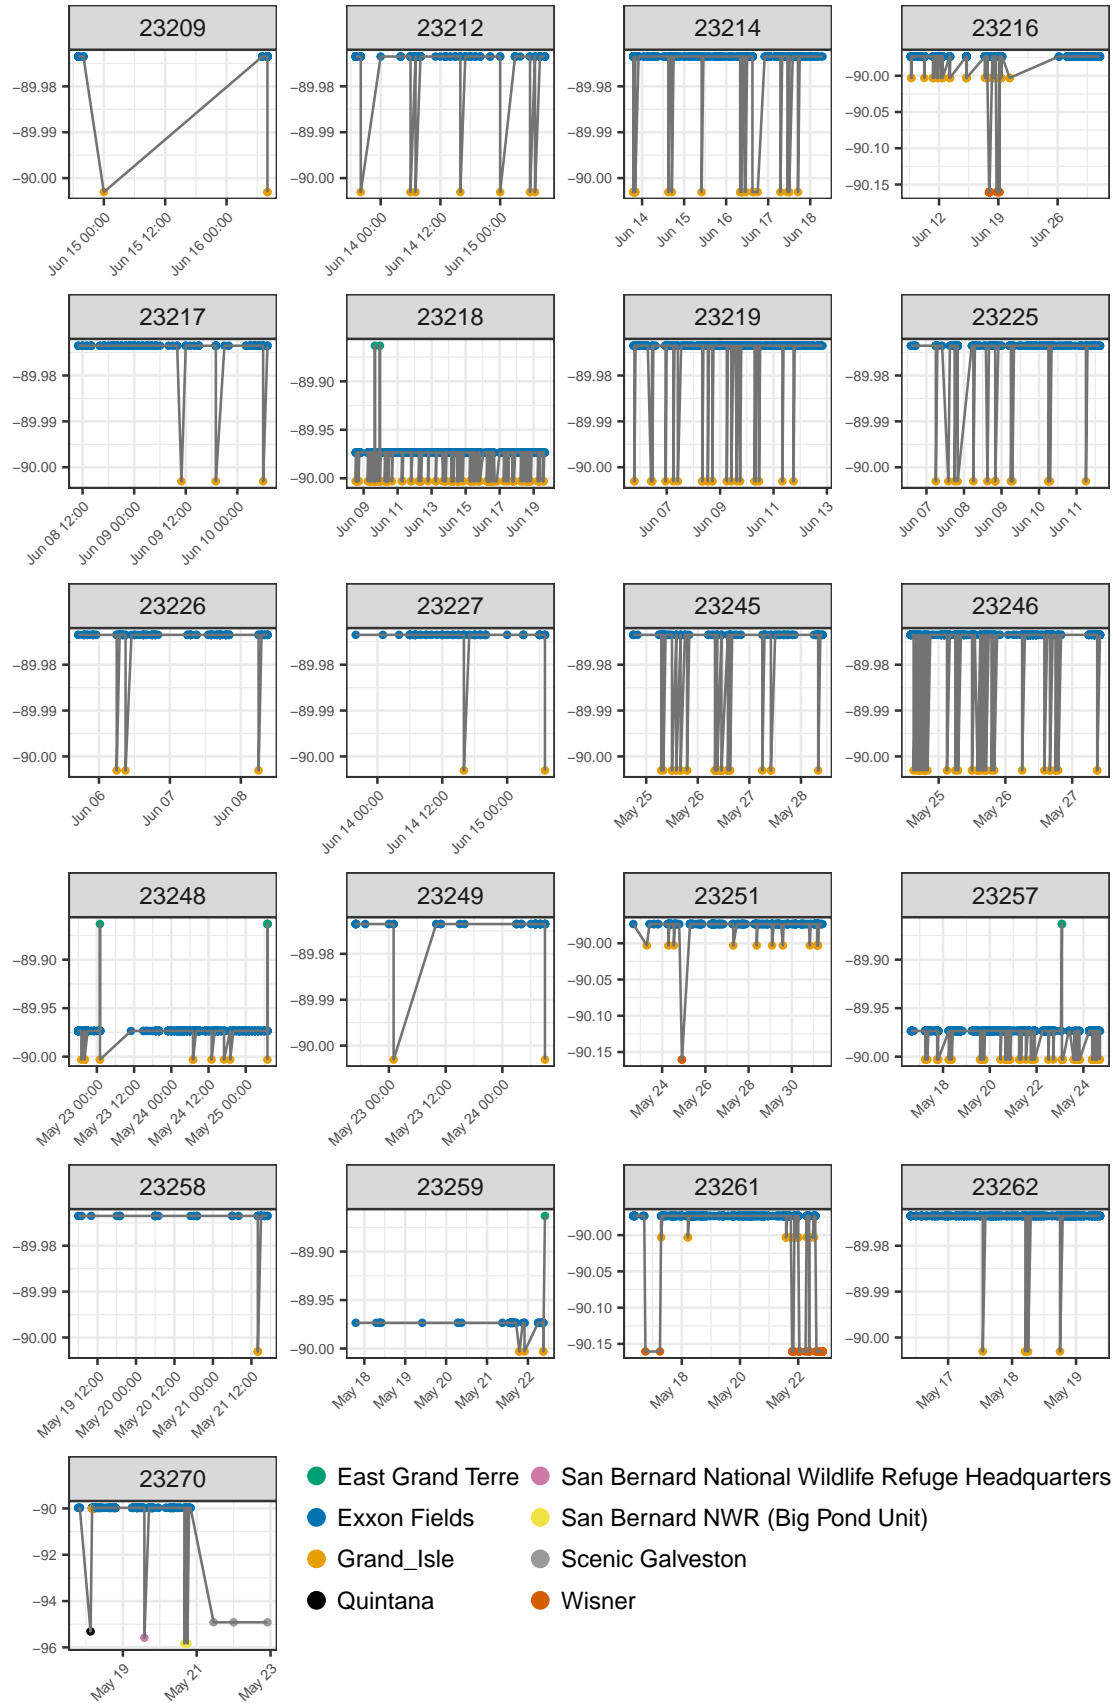 23209 23212 23214 23216
−89.98 −89.98 −89.98 −90.00
−89.99 −89.99 −89.99 −90.05
−90.00 −90.00 −90.00 −90.10
−90.15
Jun 15 00:00 Jun 15 12:00 Jun 16 00:00 Jun 14 00:00 Jun 14 12:00 Jun 15 00:00 Jun 14 Jun 15 Jun 16 Jun 17 Jun 18 Jun 12 Jun 19 Jun 26
23217 23218 23219 23225
−89.98 −89.90 −89.98 −89.98
−89.99 −89.95 −89.99 −89.99
−90.00 −90.00 −90.00 −90.00
Jun 08 12:00 Jun 09 00:00 Jun 09 12:00 Jun 10 00:00 Jun 09 Jun 11 Jun 13 Jun 15 Jun 17 Jun 19 Jun 07 Jun 09 Jun 11 Jun 13 Jun 07 Jun 08 Jun 09 Jun 10 Jun 11
23226 23227 23245 23246
−89.98 −89.98 −89.98 −89.98
−89.99 −89.99 −89.99 −89.99
−90.00 −90.00 −90.00 −90.00
Jun 06 Jun 07 Jun 08 Jun 14 00:00 Jun 14 12:00 Jun 15 00:00 May 25 May 26 May 27 May 28 May 25 May 26 May 27
23248 23249 23251 23257
−89.90 −89.98 −90.00 −89.90
−89.95 −89.99 −90.05 −89.95
−90.00 −90.00 −90.10 −90.00
−90.15
May 23 00:00 May 23 12:00 May 24 00:00 May 24 12:00 May 25 00:00 May 23 00:00 May 23 12:00 May 24 00:00 May 24 May 26 May 28 May 30 May 18 May 20 May 22 May 24
23258 23259 23261 23262
−89.98 −89.90 −90.00 −89.98
−89.99 −89.95 −90.05 −89.99
−90.00 −90.00 −90.10 −90.00
−90.15
May 19 12:00 May 20 00:00 May 20 12:00 May 21 00:00 May 21 12:00 May 18 May 19 May 20 May 21 May 22 May 18 May 20 May 22 May 17 May 18 May 19
23270
−90
−92
−94
−96
May 19 May 21 May 23
East Grand Terre San Bernard National Wildlife Refuge Headquarters
Exxon Fields San Bernard NWR (Big Pond Unit)
Grand_Isle Scenic Galveston
Quintana Wisner